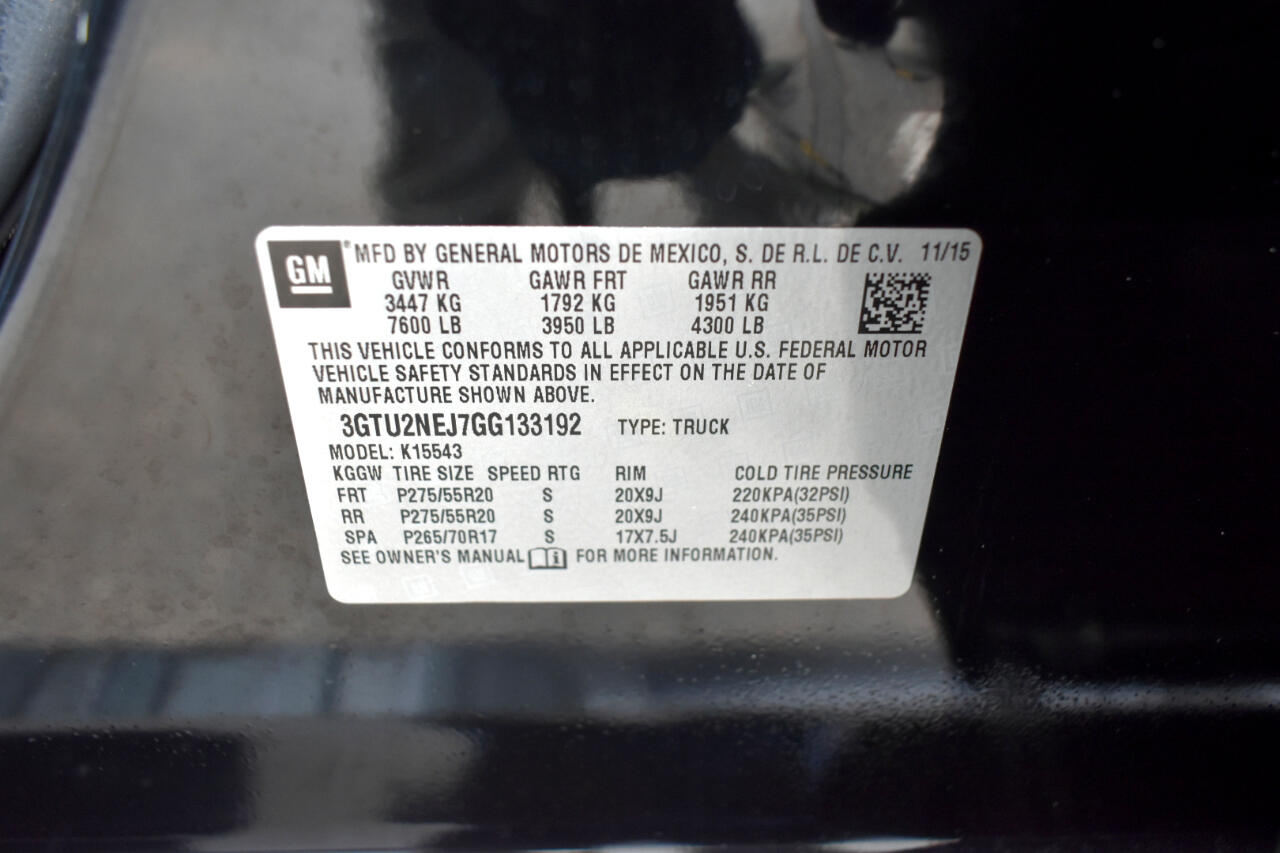 GM ® MFD BY GENERAL MOTORS DE MEXICO, S. DE R.L. DE C.V. 11/15
GVWR GAWR FRT GAWR RR
3447 KG 1792 KG 1951 KG
7600 LB 3950 LB 4300 LB
THIS VEHICLE CONFORMS TO ALL APPLICABLE U.S. FEDERAL MOTOR
VEHICLE SAFETY STANDARDS IN EFFECT ON THE DATE OF
MANUFACTURE SHOWN ABOVE.
3GTU2NEJ7GG133192 TYPE: TRUCK
MODEL: K15543
KGGW TIRE SIZE SPEED RTG RIM COLD TIRE PRESSURE
FRT P275/55R20 S 20X9J 220KPA(32PSI)
RR P275/55R20 S 20X9J 240KPA(35PSI)
SPA P265/70R17 S 17X7.5J 240KPA(35PSI)
SEE OWNER'S MANUAL i FOR MORE INFORMATION.